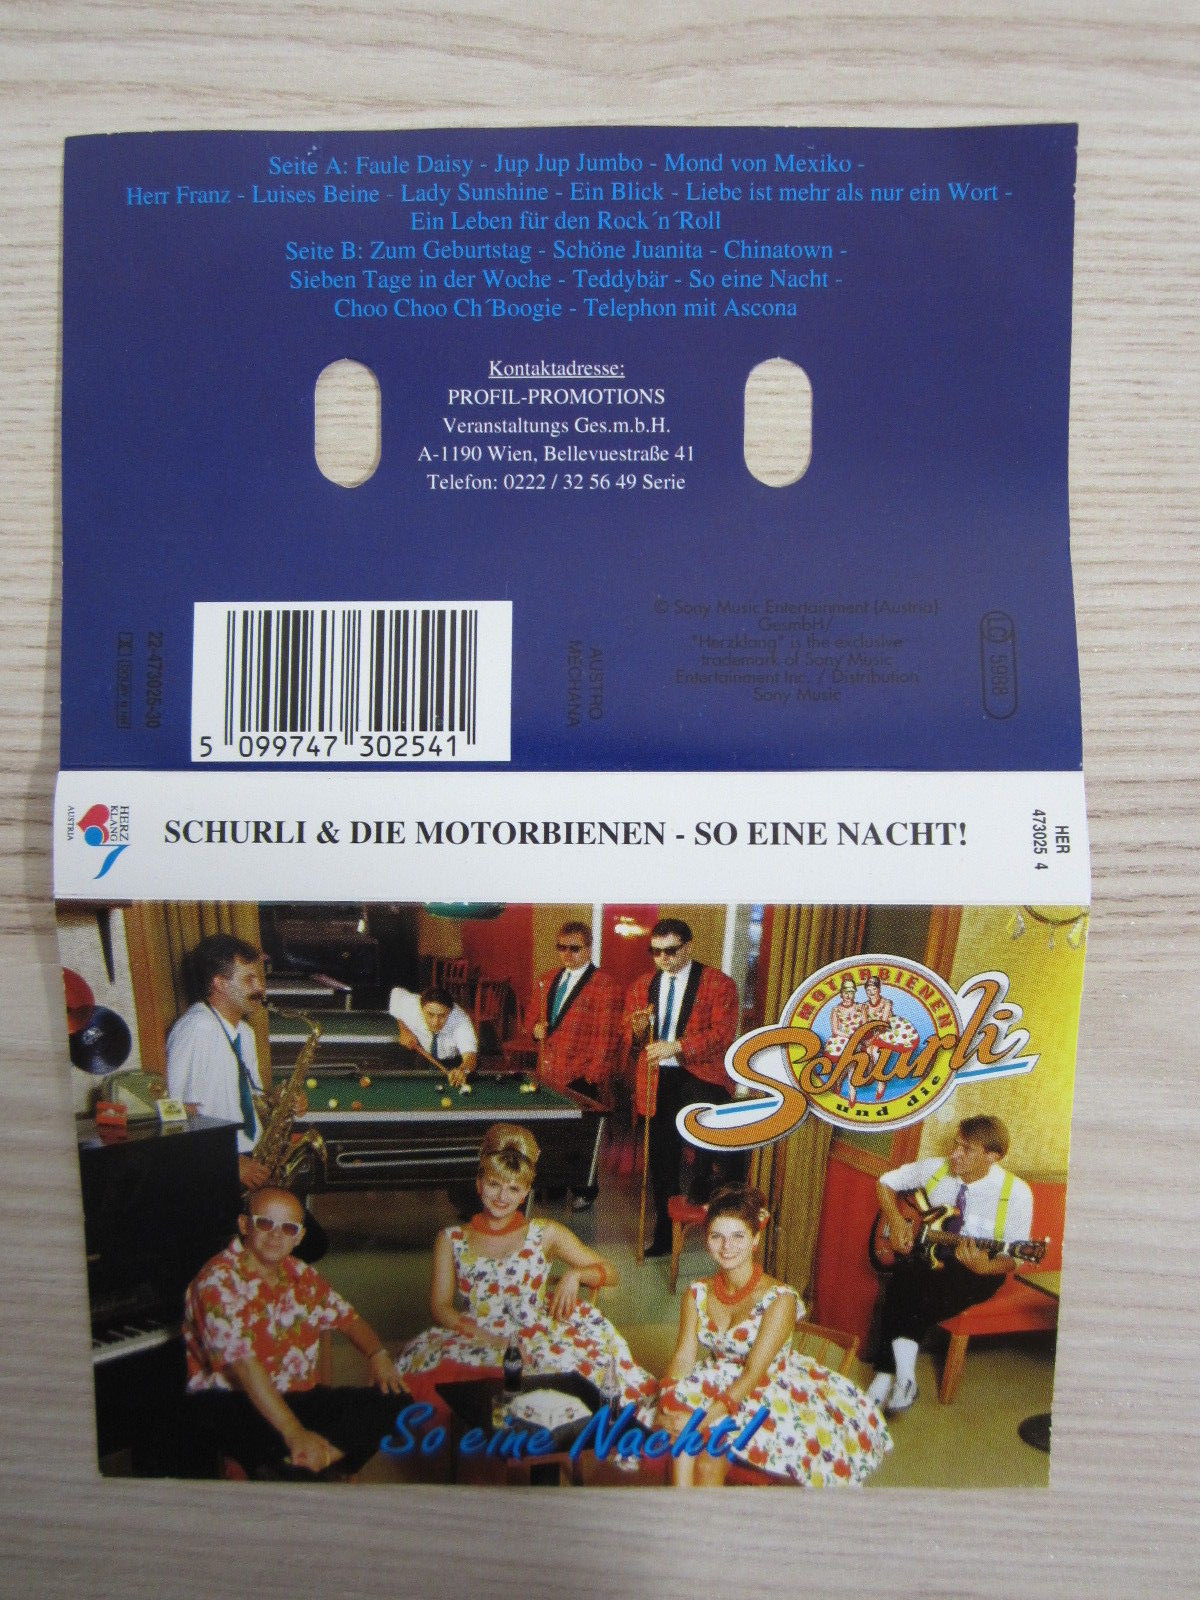 Seite A: Faule Daisy - Jup Jup Jumbo - Mond von Mexiko -
Herr Franz - Luises Beine - Lady Sunshine - Ein Blick - Liebe ist mehr als nur ein Wort -
Ein Leben für den Rock´n´Roll
Seite B: Zum Geburtstag - Schöne Juanita - Chinatown -
Sieben Tage in der Woche - Teddybär - So eine Nacht -
Choo Choo Ch´Boogie - Telephon mit Ascona
Kontaktadresse:
PROFIL-PROMOTIONS
Veranstaltungs Ges.m.b.H.
A-1190 Wien, Bellevuestraße 41
Telefon: 0222 / 32 56 49 Serie
22-473025-30
5 099747 302541
AUSTRO
MECHANA
© Sony Music Entertainment (Austria)
GesmbH/
"Herzklang" is the exclusive
trademark of Sony Music
Entertainment Inc. / Distribution
Sony Music
LC 5988
HERZ
KLANG
AUSTRIA
SCHURLI & DIE MOTORBIENEN - SO EINE NACHT!
HER
473025 4
MOTORBIENEN
Schurli
und die
So eine Nacht!